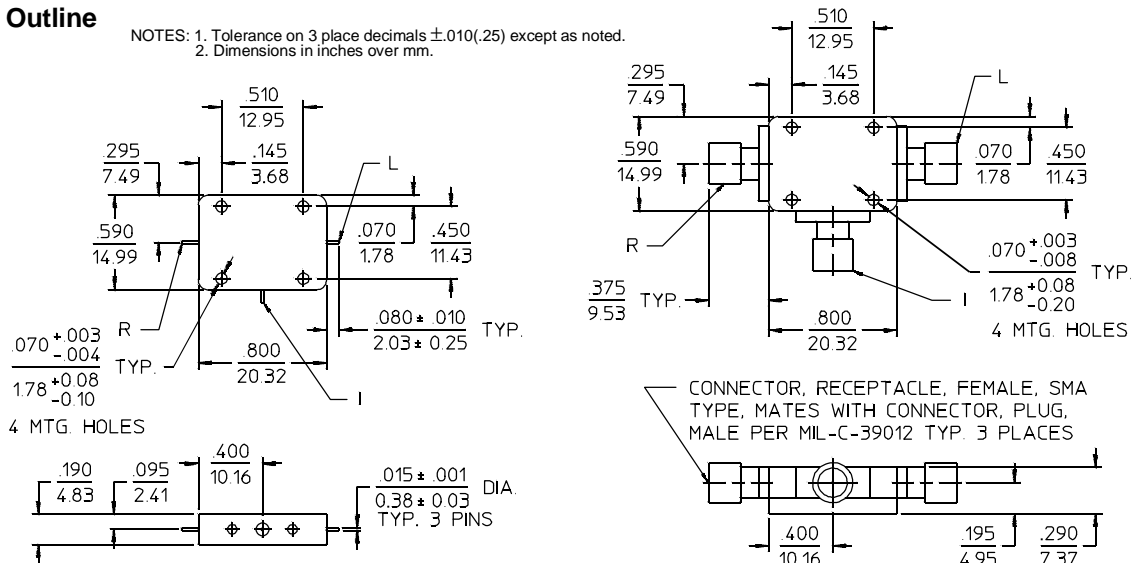 Outline
NOTES: 1. Tolerance on 3 place decimals ±.010(.25) except as noted.
2. Dimensions in inches over mm.
.510
12.95
.295
7.49
.145
3.68
L
.590
14.99
.070
1.78
.450
11.43
R
.070 +.003
-.004
1.78 +0.08
-0.10
TYP.
4 MTG. HOLES
.080 ± .010
2.03 ± 0.25
TYP.
.800
20.32
I
.190
4.83
.095
2.41
.400
10.16
.015 ± .001
0.38 ± 0.03
DIA.
TYP. 3 PINS
.510
12.95
.295
7.49
.145
3.68
L
.590
14.99
.070
1.78
.450
11.43
R
.070 +.003
-.008
1.78 +0.08
-0.20
TYP.
4 MTG. HOLES
.375
9.53
TYP.
I
.800
20.32
CONNECTOR, RECEPTACLE, FEMALE, SMA
TYPE, MATES WITH CONNECTOR, PLUG,
MALE PER MIL-C-39012 TYP. 3 PLACES
.400
10.16
.195
4.95
.290
7.37